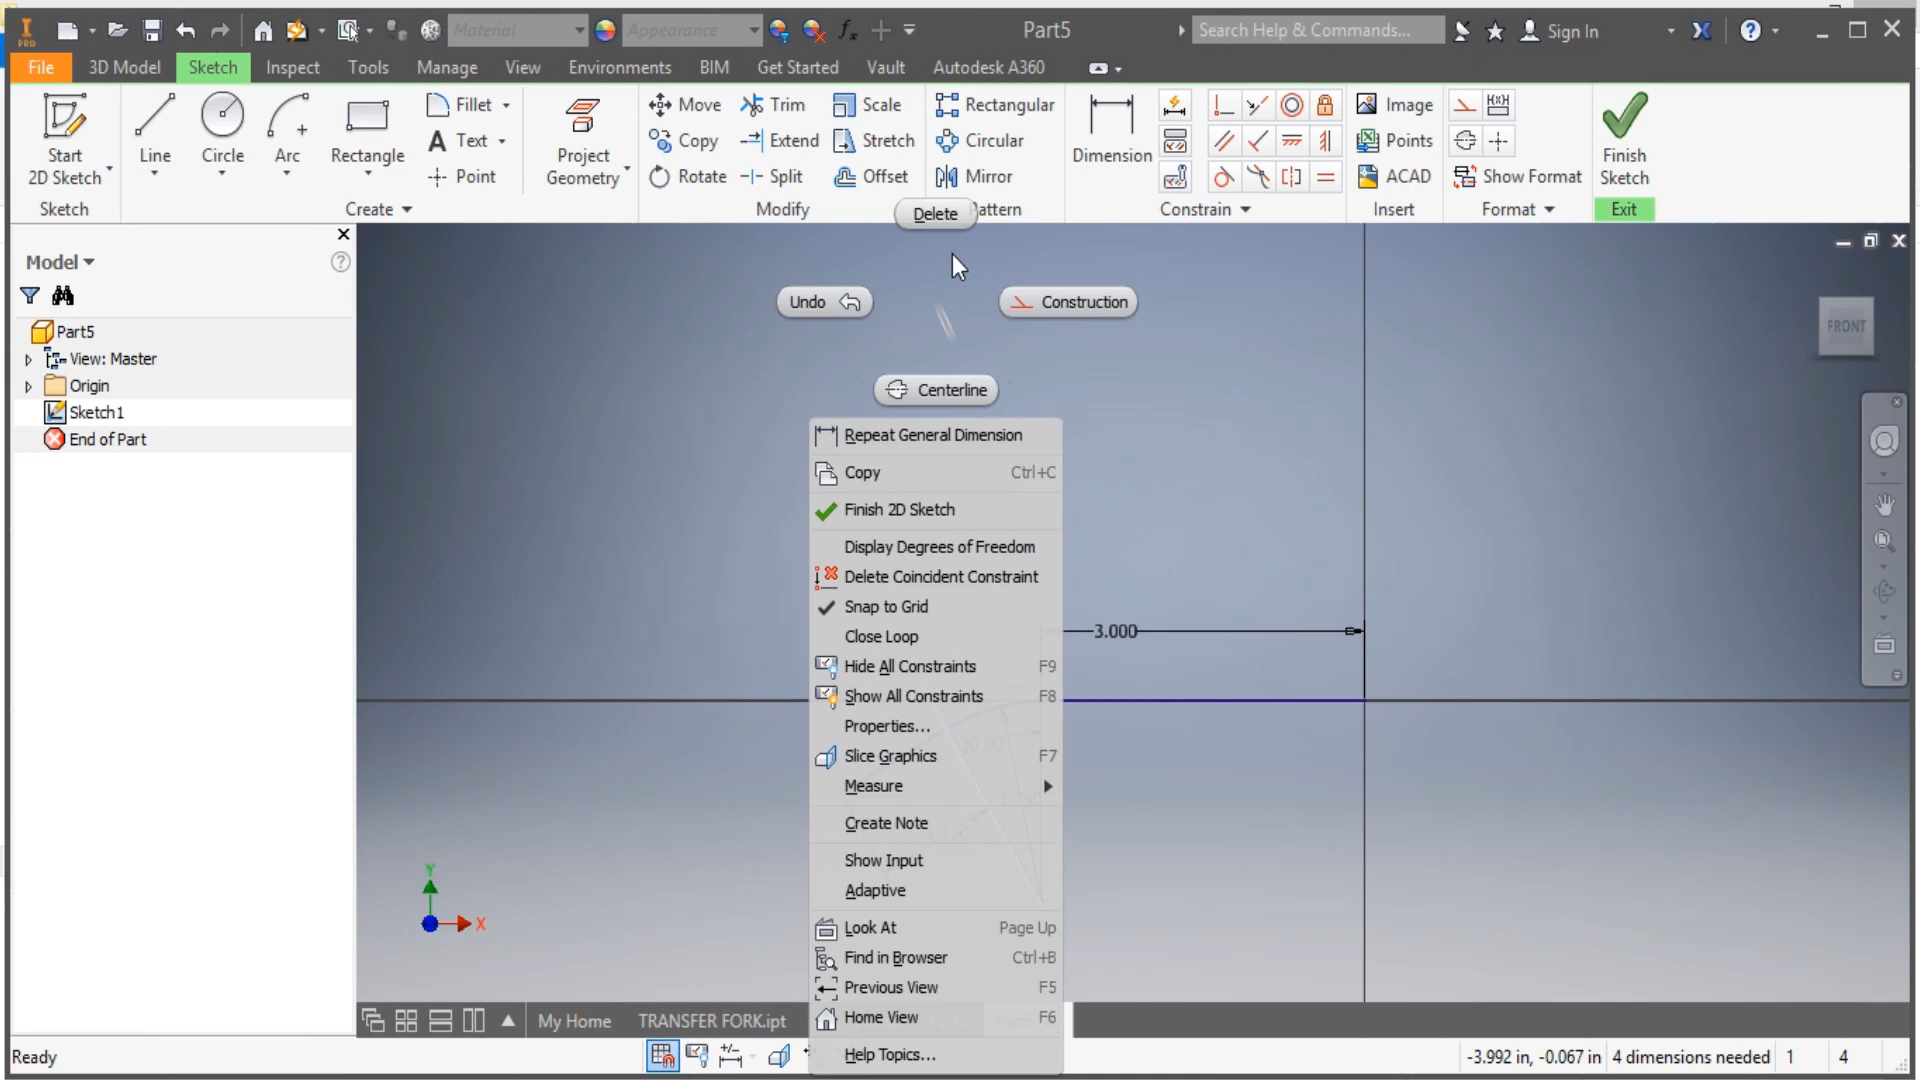 PRO
Material
Appearance
Part5
Search Help & Commands...
Sign In
File
3D Model
Sketch
Inspect
Tools
Manage
View
Environments
BIM
Get Started
Vault
Autodesk A360
Start
2D Sketch
Line
Circle
Arc
Rectangle
Fillet
Text
Point
Project
Geometry
Move
Copy
Rotate
Trim
Extend
Split
Scale
Stretch
Offset
Rectangular
Circular
Mirror
Dimension
Image
Points
ACAD
Show Format
Finish
Sketch
Sketch
Create
Modify
Pattern
Constrain
Insert
Format
Exit
Delete
Undo
Construction
Centerline
Model
Part5
View: Master
Origin
Sketch1
End of Part
FRONT
Repeat General Dimension
Copy Ctrl+C
Finish 2D Sketch
Display Degrees of Freedom
Delete Coincident Constraint
Snap to Grid
Close Loop
Hide All Constraints F9
Show All Constraints F8
Properties...
Slice Graphics F7
Measure
Create Note
Show Input
Adaptive
Look At Page Up
Find in Browser Ctrl+B
Previous View F5
Home View F6
Help Topics...
3.000
Y
X
My Home
TRANSFER FORK.ipt
Ready
-3.992 in, -0.067 in
4 dimensions needed
1
4